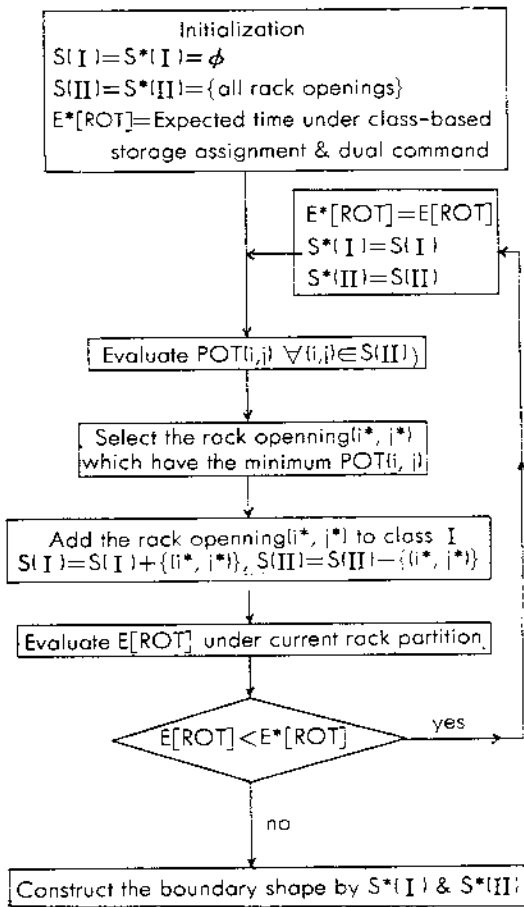 Initialization
S(I)=S*(I)=ϕ
S(II)=S*(II)={all rack openings}
E*[ROT]=Expected time under class-based
storage assignment & dual command
E*[ROT]=E[ROT]
S*(I)=S(I)
S*(II)=S(II)
Evaluate POT(i,j) ∀(i,j)∈S(II)
Select the rack openning(i*, j*)
which have the minimum POT(i, j)
Add the rack openning(i*, j*) to class I
S(I)=S(I)+{(i*, j*)}, S(II)=S(II)−{(i*, j*)}
Evaluate E[ROT] under current rack partition
E[ROT]<E*[ROT]
yes
no
Construct the boundary shape by S*(I) & S*(II)